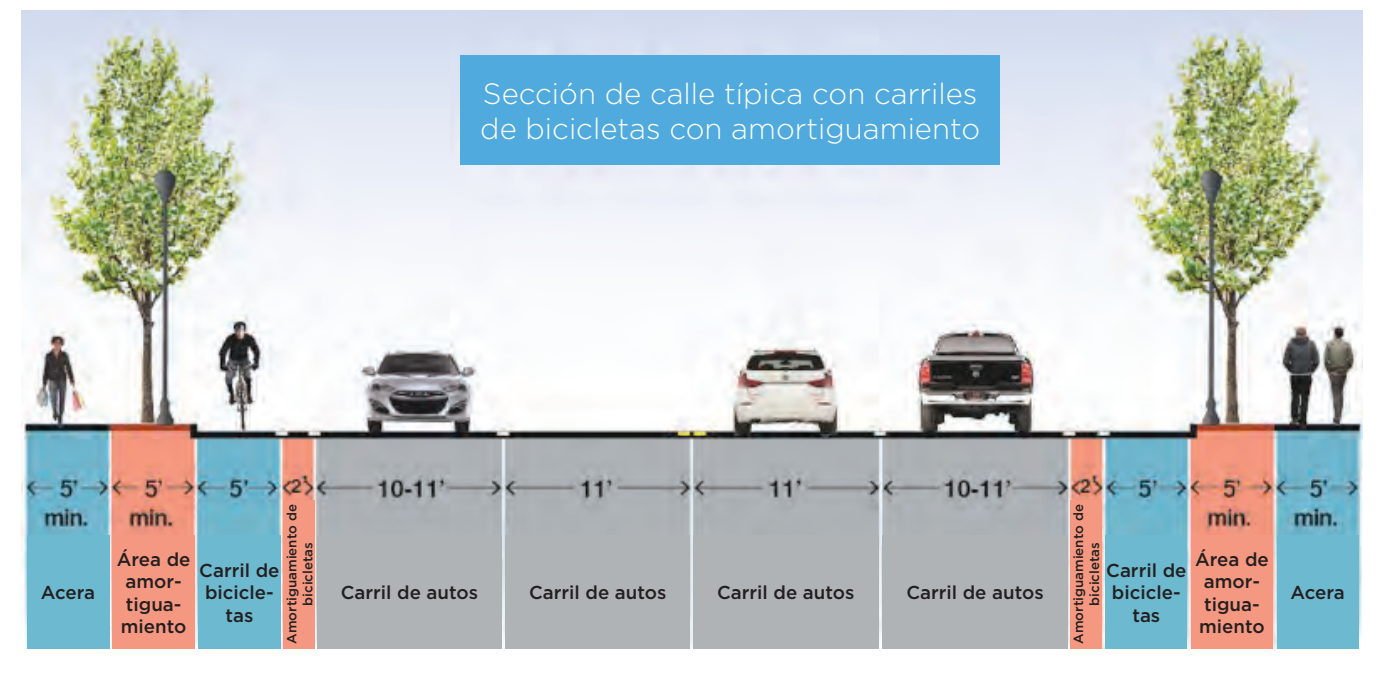 Sección de calle típica con carriles
de bicicletas con amortiguamiento
5'
min.
5'
min.
5'
2'
10-11'
11'
11'
10-11'
2'
5'
5'
min.
5'
min.
Acera
Área de
amor-
tigua-
miento
Carril de
bicicle-
tas
Amortiguamiento de
bicicletas
Carril de autos
Carril de autos
Carril de autos
Carril de autos
Amortiguamiento de
bicicletas
Carril de
bicicle-
tas
Área de
amor-
tigua-
miento
Acera